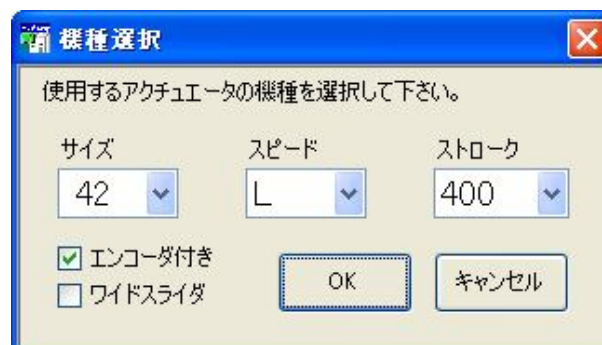 機種選択
使用するアクチュエータの機種を選択して下さい。
サイズ スピード ストローク
42 L 400
エンコーダ付き
ワイドスライダ
OK キャンセル